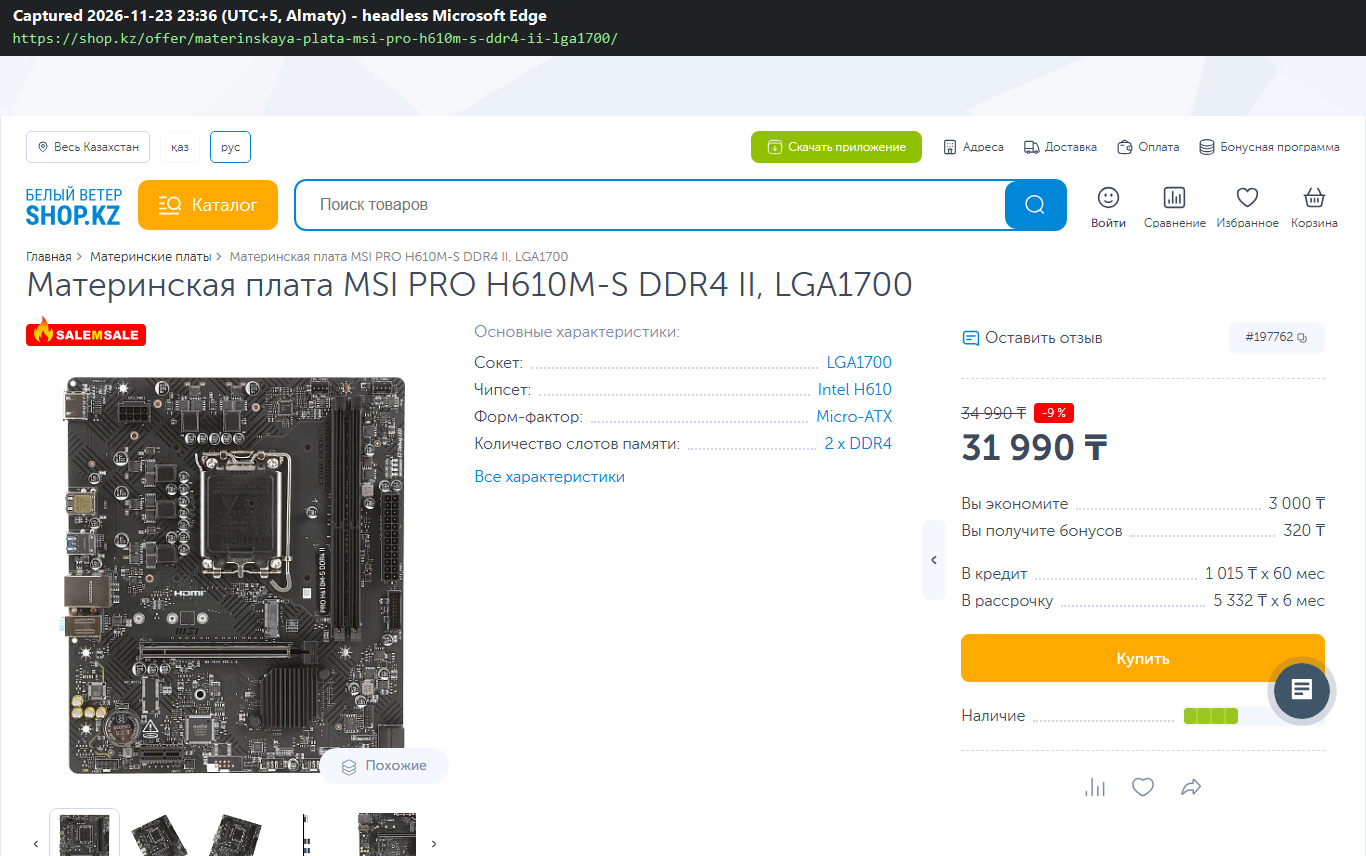 Captured 2026-11-23 23:36 (UTC+5, Almaty) - headless Microsoft Edge
https://shop.kz/offer/materinskaya-plata-msi-pro-h610m-s-ddr4-ii-lga1700/
Весь Казахстан
қаз
рус
Скачать приложение
Адреса
Доставка
Оплата
Бонусная программа
БЕЛЫЙ ВЕТЕР
SHOP.KZ
Каталог
Поиск товаров
Войти
Сравнение
Избранное
Корзина
Главная > Материнские платы > Материнская плата MSI PRO H610M-S DDR4 II, LGA1700
Материнская плата MSI PRO H610M-S DDR4 II, LGA1700
SALEMSALE
Основные характеристики:
Сокет: LGA1700
Чипсет: Intel H610
Форм-фактор: Micro-ATX
Количество слотов памяти: 2 x DDR4
Все характеристики
HDMI
PRO H610M-S DDR4 II
Похожие
Оставить отзыв
#197762
34 990 ₸ -9 %
31 990 ₸
Вы экономите 3 000 ₸
Вы получите бонусов 320 ₸
В кредит 1 015 ₸ x 60 мес
В рассрочку 5 332 ₸ x 6 мес
Купить
Наличие